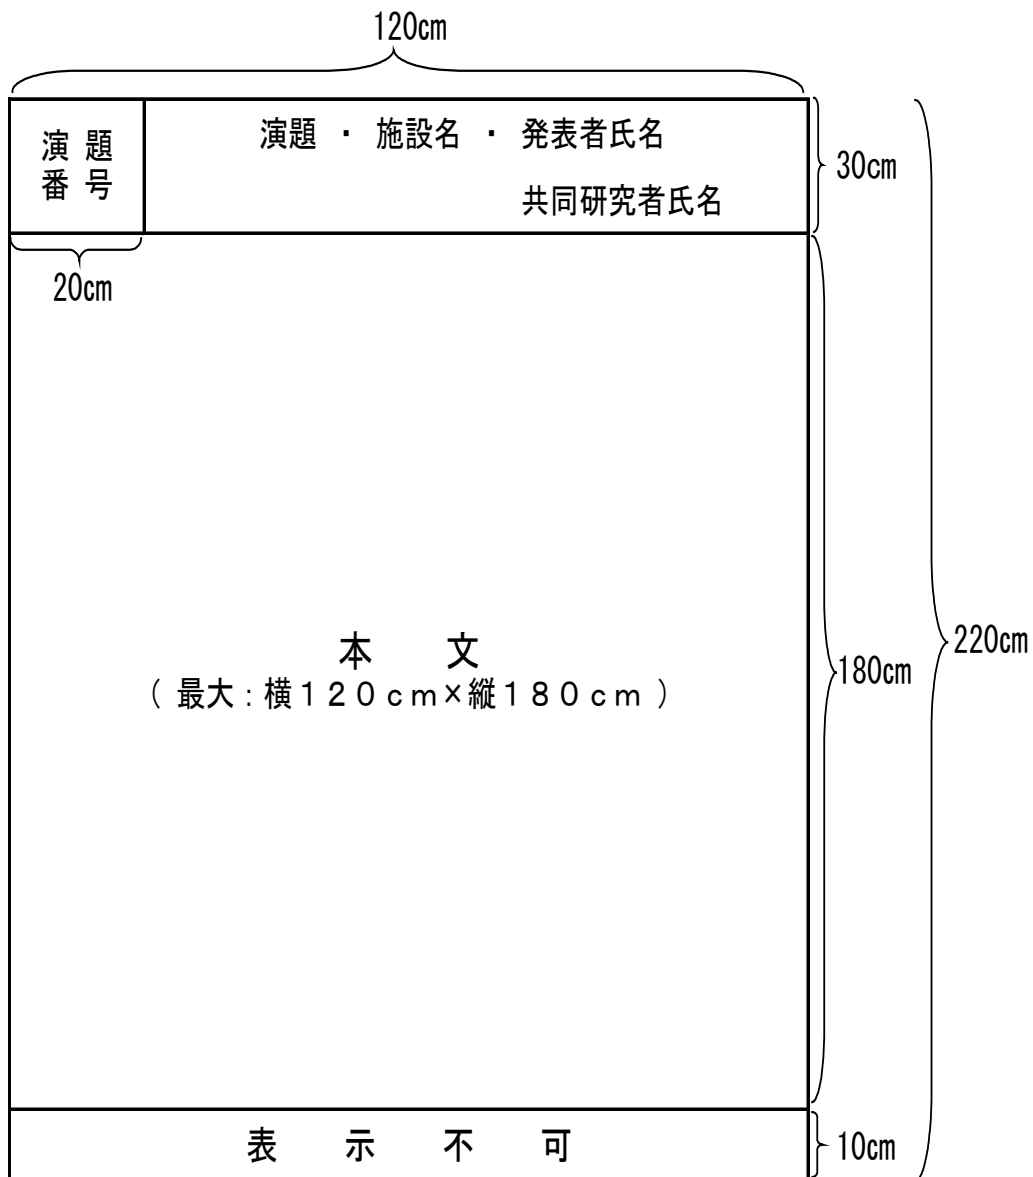 120cm
演題
番号
演題 ・ 施設名 ・ 発表者氏名
共同研究者氏名
30cm
20cm
本 文
( 最大:横120cm×縦180cm )
180cm
220cm
表 示 不 可
10cm